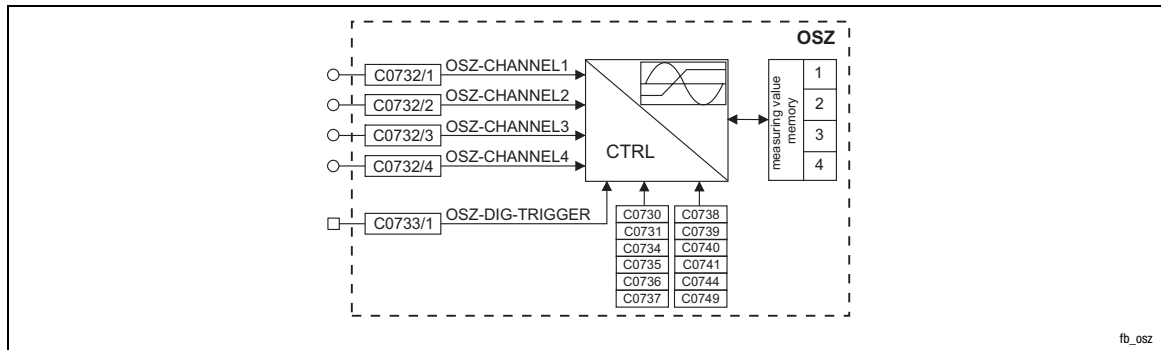 OSZ
C0732/1 OSZ-CHANNEL1
C0732/2 OSZ-CHANNEL2
C0732/3 OSZ-CHANNEL3
C0732/4 OSZ-CHANNEL4
CTRL
measuring value
memory
1
2
3
4
C0733/1 OSZ-DIG-TRIGGER
C0730 C0738
C0731 C0739
C0734 C0740
C0735 C0741
C0736 C0744
C0737 C0749
fb_osz